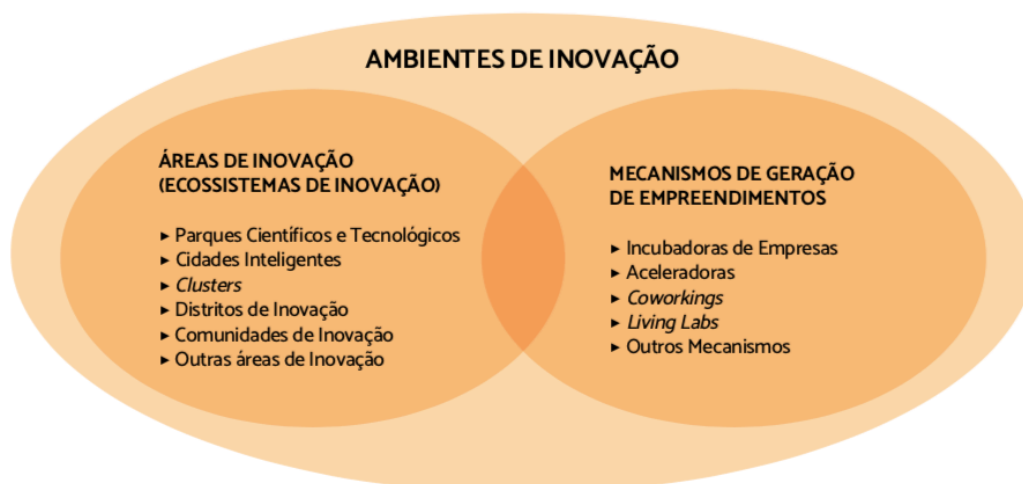 AMBIENTES DE INOVAÇÃO
ÁREAS DE INOVAÇÃO
(ECOSSISTEMAS DE INOVAÇÃO)
▸ Parques Científicos e Tecnológicos
▸ Cidades Inteligentes
▸ Clusters
▸ Distritos de Inovação
▸ Comunidades de Inovação
▸ Outras áreas de Inovação
MECANISMOS DE GERAÇÃO
DE EMPREENDIMENTOS
▸ Incubadoras de Empresas
▸ Aceleradoras
▸ Coworkings
▸ Living Labs
▸ Outros Mecanismos